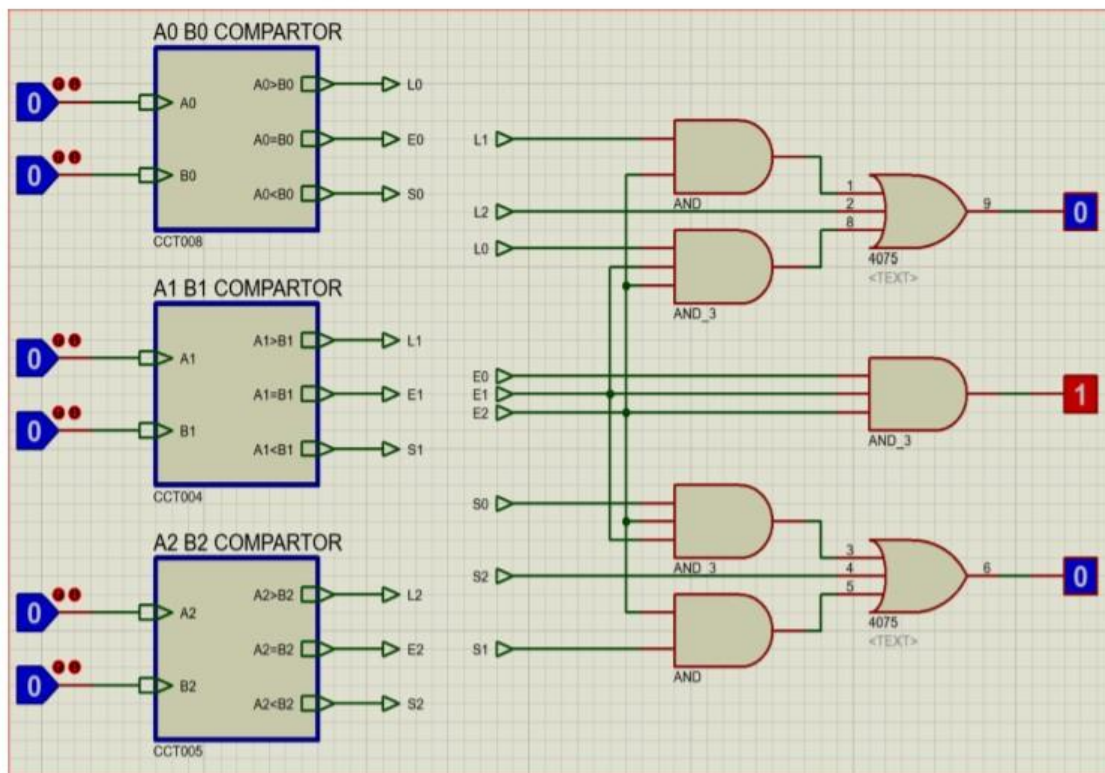 A0 B0 COMPARTOR
0
A0
A0>B0
L0
A0=B0
E0
0
B0
A0<B0
S0
CCT008
A1 B1 COMPARTOR
0
A1
A1>B1
L1
A1=B1
E1
0
B1
A1<B1
S1
CCT004
A2 B2 COMPARTOR
0
A2
A2>B2
L2
A2=B2
E2
0
B2
A2<B2
S2
CCT005
L1
AND
L2
L0
AND_3
1
2
8
9
4075
<TEXT>
0
E0
E1
E2
AND_3
1
S0
AND_3
S2
S1
AND
3
4
5
6
4075
<TEXT>
0